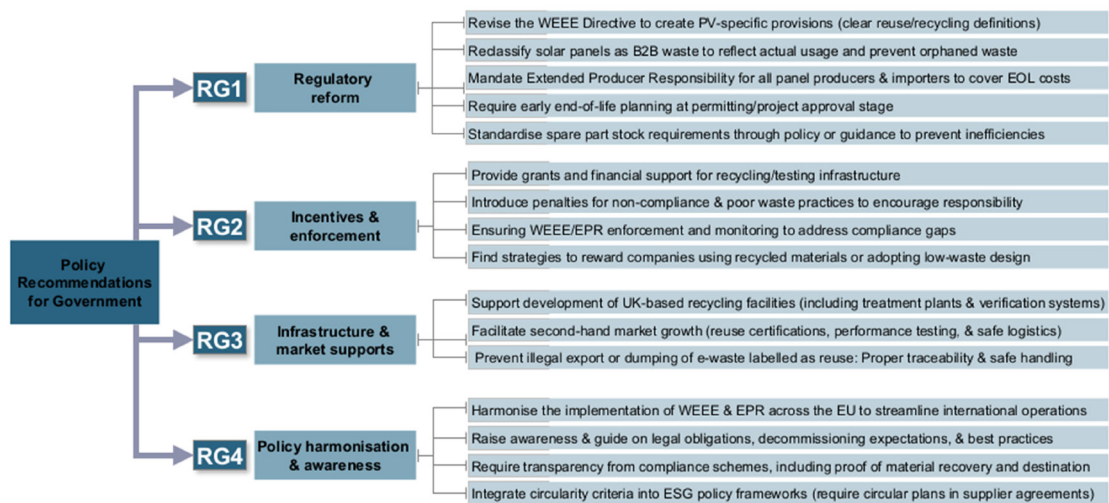 Policy
Recommendations
for Government
RG1
Regulatory
reform
Revise the WEEE Directive to create PV-specific provisions (clear reuse/recycling definitions)
Reclassify solar panels as B2B waste to reflect actual usage and prevent orphaned waste
Mandate Extended Producer Responsibility for all panel producers & importers to cover EOL costs
Require early end-of-life planning at permitting/project approval stage
Standardise spare part stock requirements through policy or guidance to prevent inefficiencies
RG2
Incentives &
enforcement
Provide grants and financial support for recycling/testing infrastructure
Introduce penalties for non-compliance & poor waste practices to encourage responsibility
Ensuring WEEE/EPR enforcement and monitoring to address compliance gaps
Find strategies to reward companies using recycled materials or adopting low-waste design
RG3
Infrastructure &
market supports
Support development of UK-based recycling facilities (including treatment plants & verification systems)
Facilitate second-hand market growth (reuse certifications, performance testing, & safe logistics)
Prevent illegal export or dumping of e-waste labelled as reuse: Proper traceability & safe handling
RG4
Policy harmonisation
& awareness
Harmonise the implementation of WEEE & EPR across the EU to streamline international operations
Raise awareness & guide on legal obligations, decommissioning expectations, & best practices
Require transparency from compliance schemes, including proof of material recovery and destination
Integrate circularity criteria into ESG policy frameworks (require circular plans in supplier agreements)